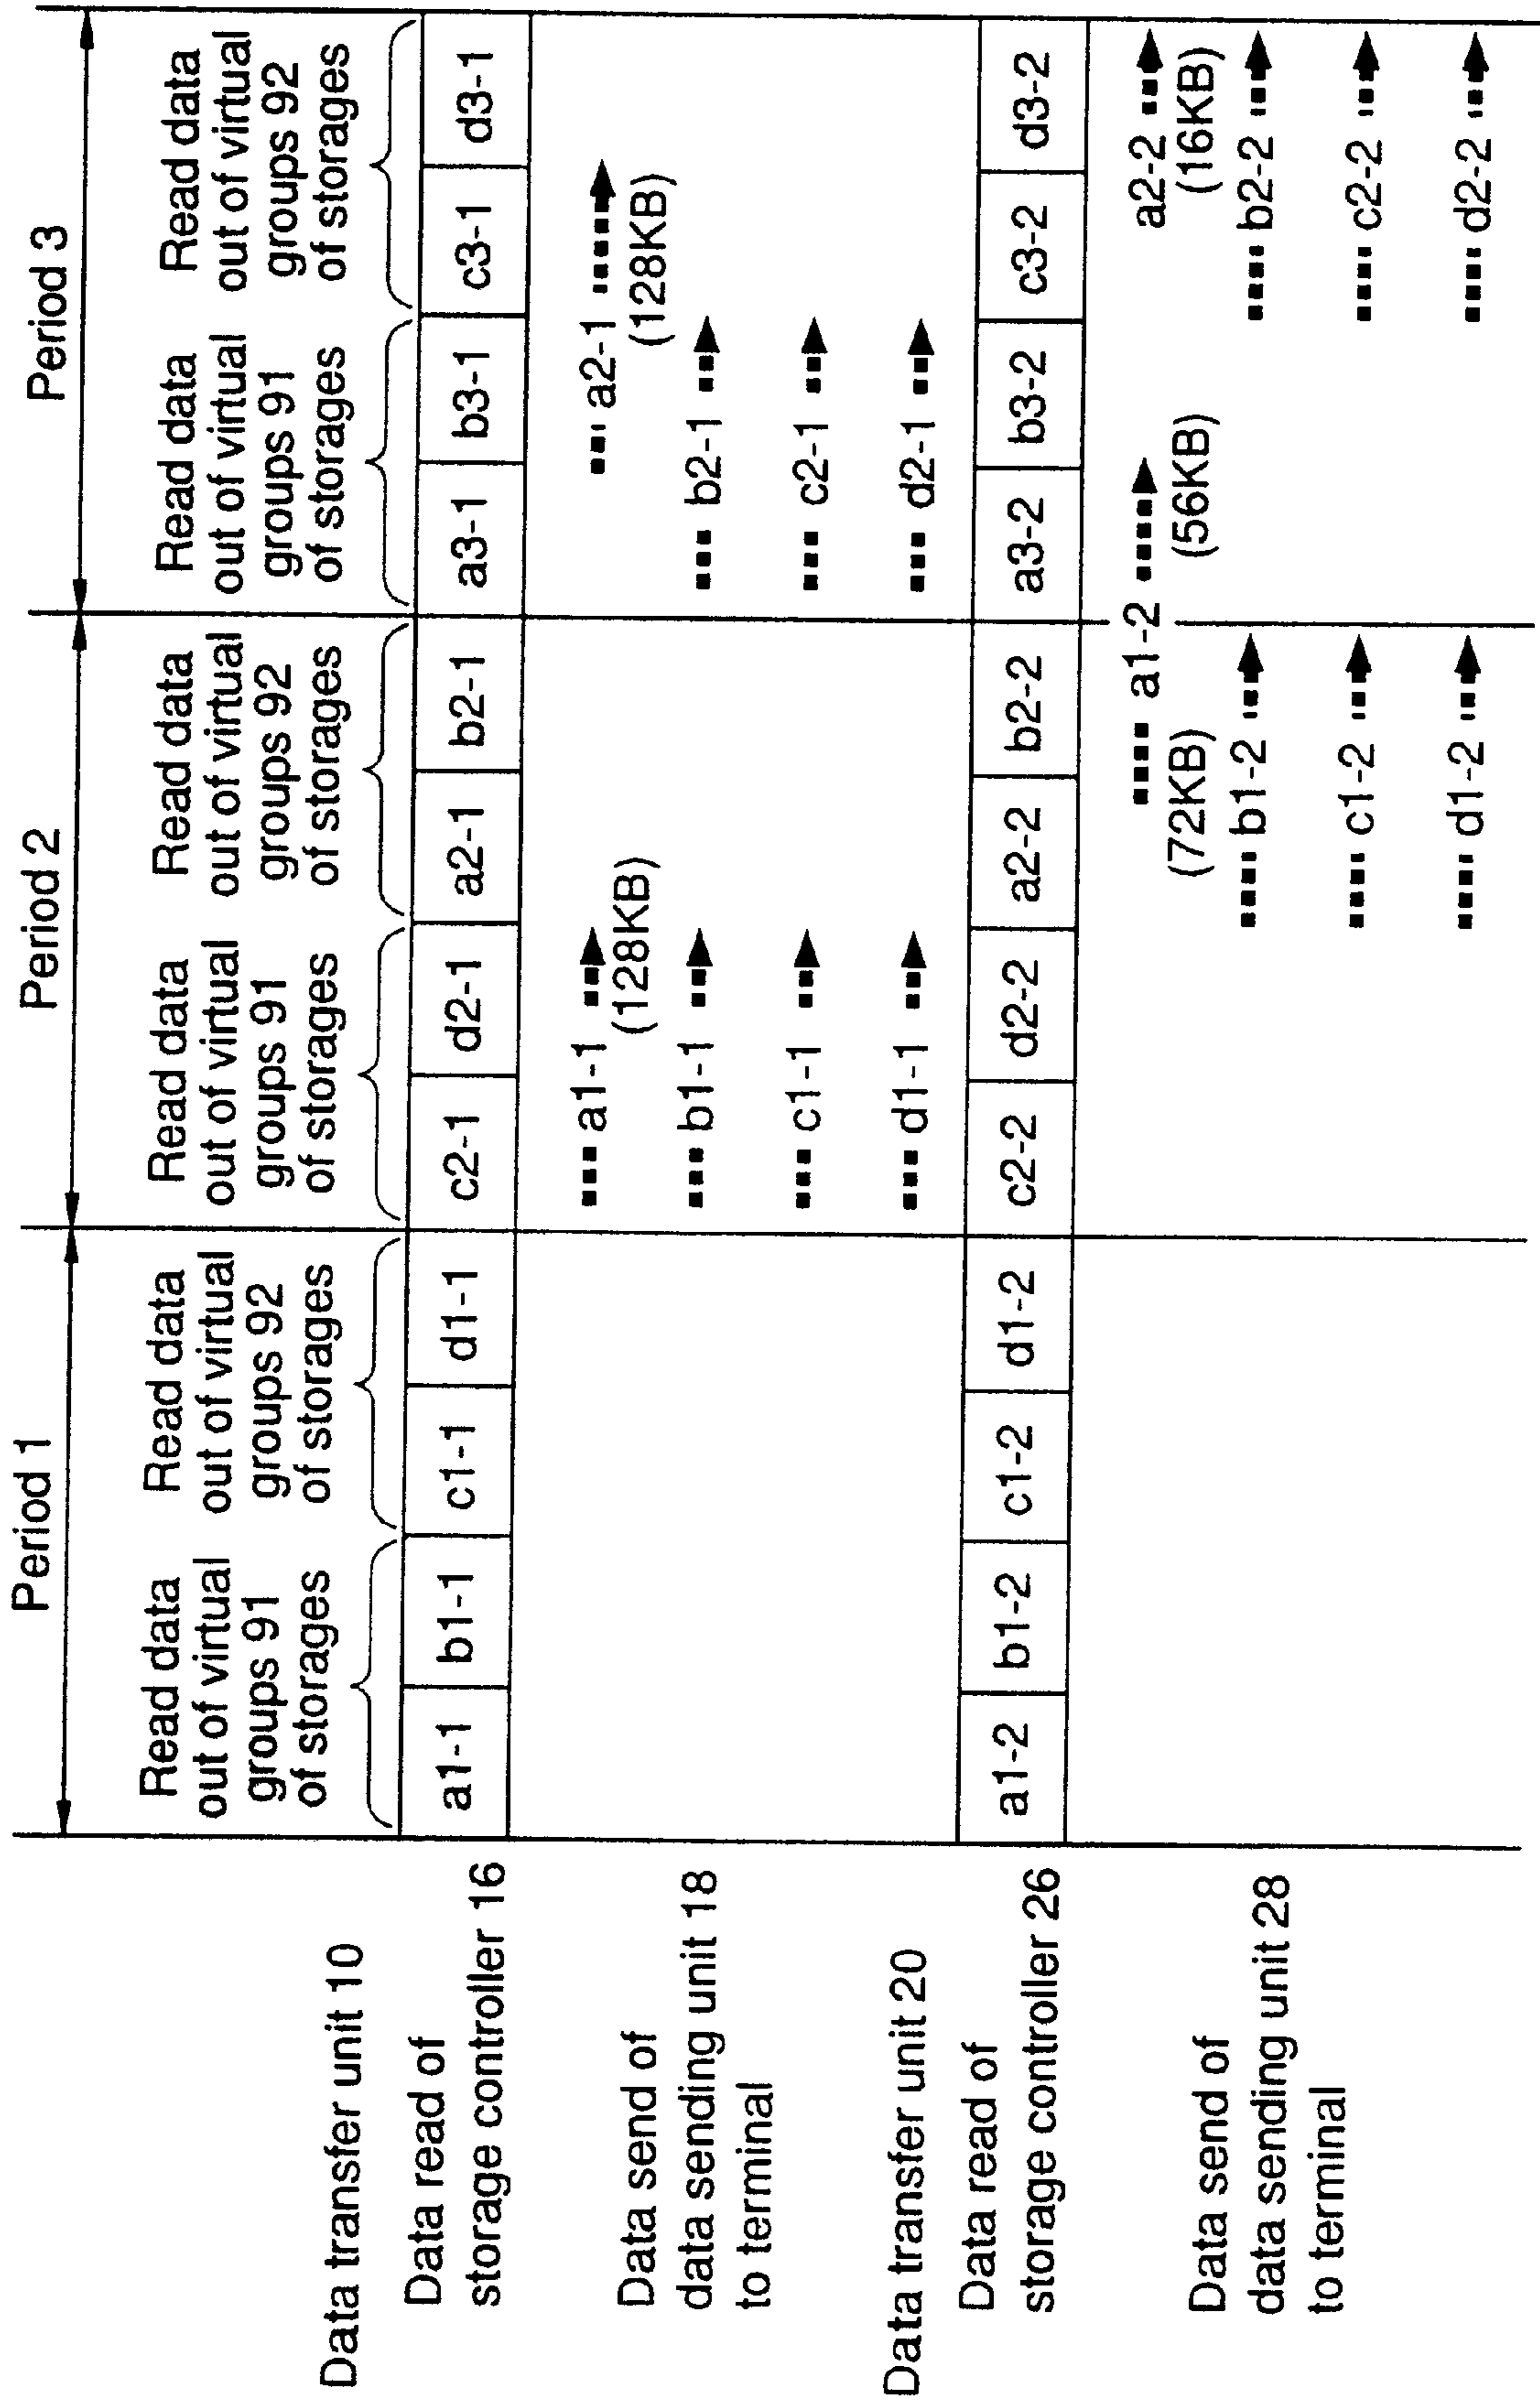 Period 1
Period 2
Period 3
Read data
out of virtual
groups 91
of storages
Read data
out of virtual
groups 92
of storages
Read data
out of virtual
groups 91
of storages
Read data
out of virtual
groups 92
of storages
Read data
out of virtual
groups 91
of storages
Read data
out of virtual
groups 92
of storages
Data transfer unit 10
Data read of
storage controller 16
a1-1
b1-1
c1-1
d1-1
c2-1
d2-1
a2-1
b2-1
a3-1
b3-1
c3-1
d3-1
Data send of
data sending unit 18
to terminal
a1-1
(128KB)
b1-1
c1-1
d1-1
a2-1
(128KB)
b2-1
c2-1
d2-1
Data transfer unit 20
Data read of
storage controller 26
a1-2
b1-2
c1-2
d1-2
c2-2
d2-2
a2-2
b2-2
a3-2
b3-2
c3-2
d3-2
Data send of
data sending unit 28
to terminal
a1-2
(72KB)
(56KB)
b1-2
c1-2
d1-2
a2-2
(16KB)
b2-2
c2-2
d2-2